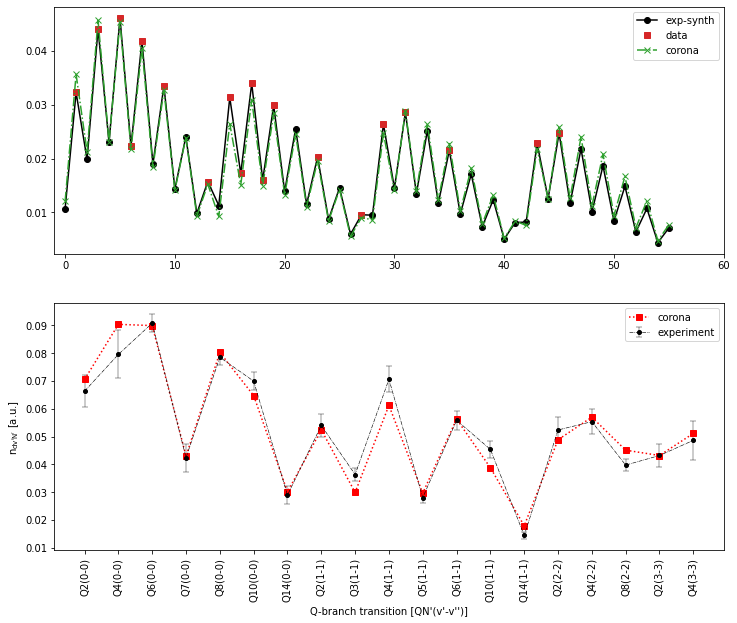 exp-synth
data
corona
0.04
0.03
0.02
0.01
0 10 20 30 40 50 60
corona
experiment
0.09
0.08
0.07
0.06
0.05
0.04
0.03
0.02
0.01
n_dv'N' [a.u.]
Q2(0-0) Q4(0-0) Q6(0-0) Q7(0-0) Q8(0-0) Q10(0-0) Q14(0-0) Q2(1-1) Q3(1-1) Q4(1-1) Q5(1-1) Q6(1-1) Q10(1-1) Q14(1-1) Q2(2-2) Q4(2-2) Q8(2-2) Q2(3-3) Q4(3-3)
Q-branch transition [QN'(v'-v'')]